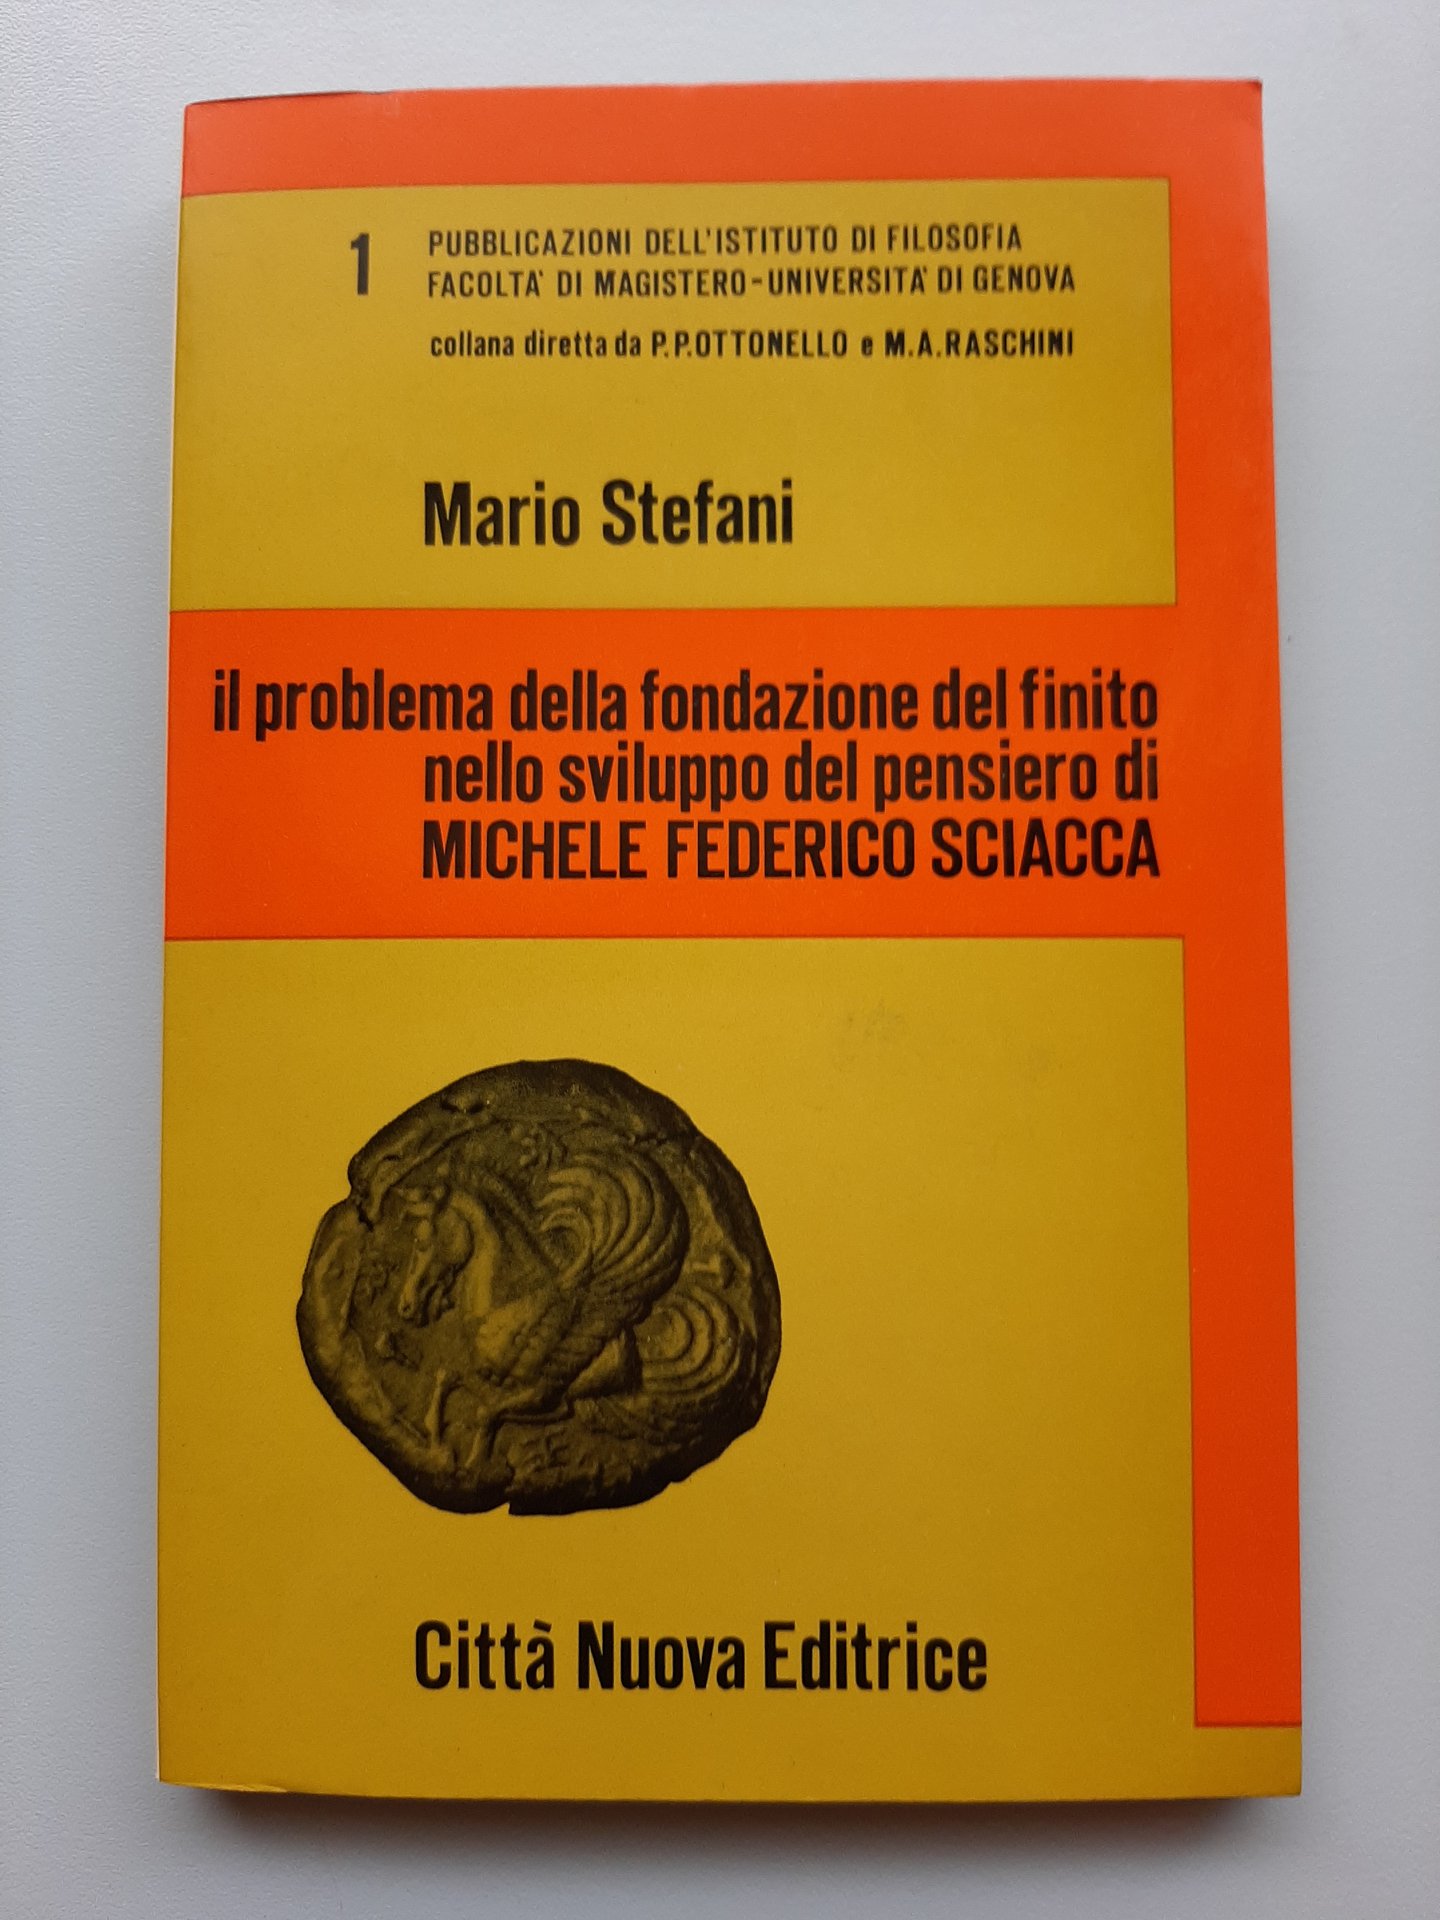 1 PUBBLICAZIONI DELL'ISTITUTO DI FILOSOFIA
FACOLTA' DI MAGISTERO-UNIVERSITA' DI GENOVA
collana diretta da P.P.OTTONELLO e M.A.RASCHINI
Mario Stefani
il problema della fondazione del finito
nello sviluppo del pensiero di
MICHELE FEDERICO SCIACCA
Città Nuova Editrice